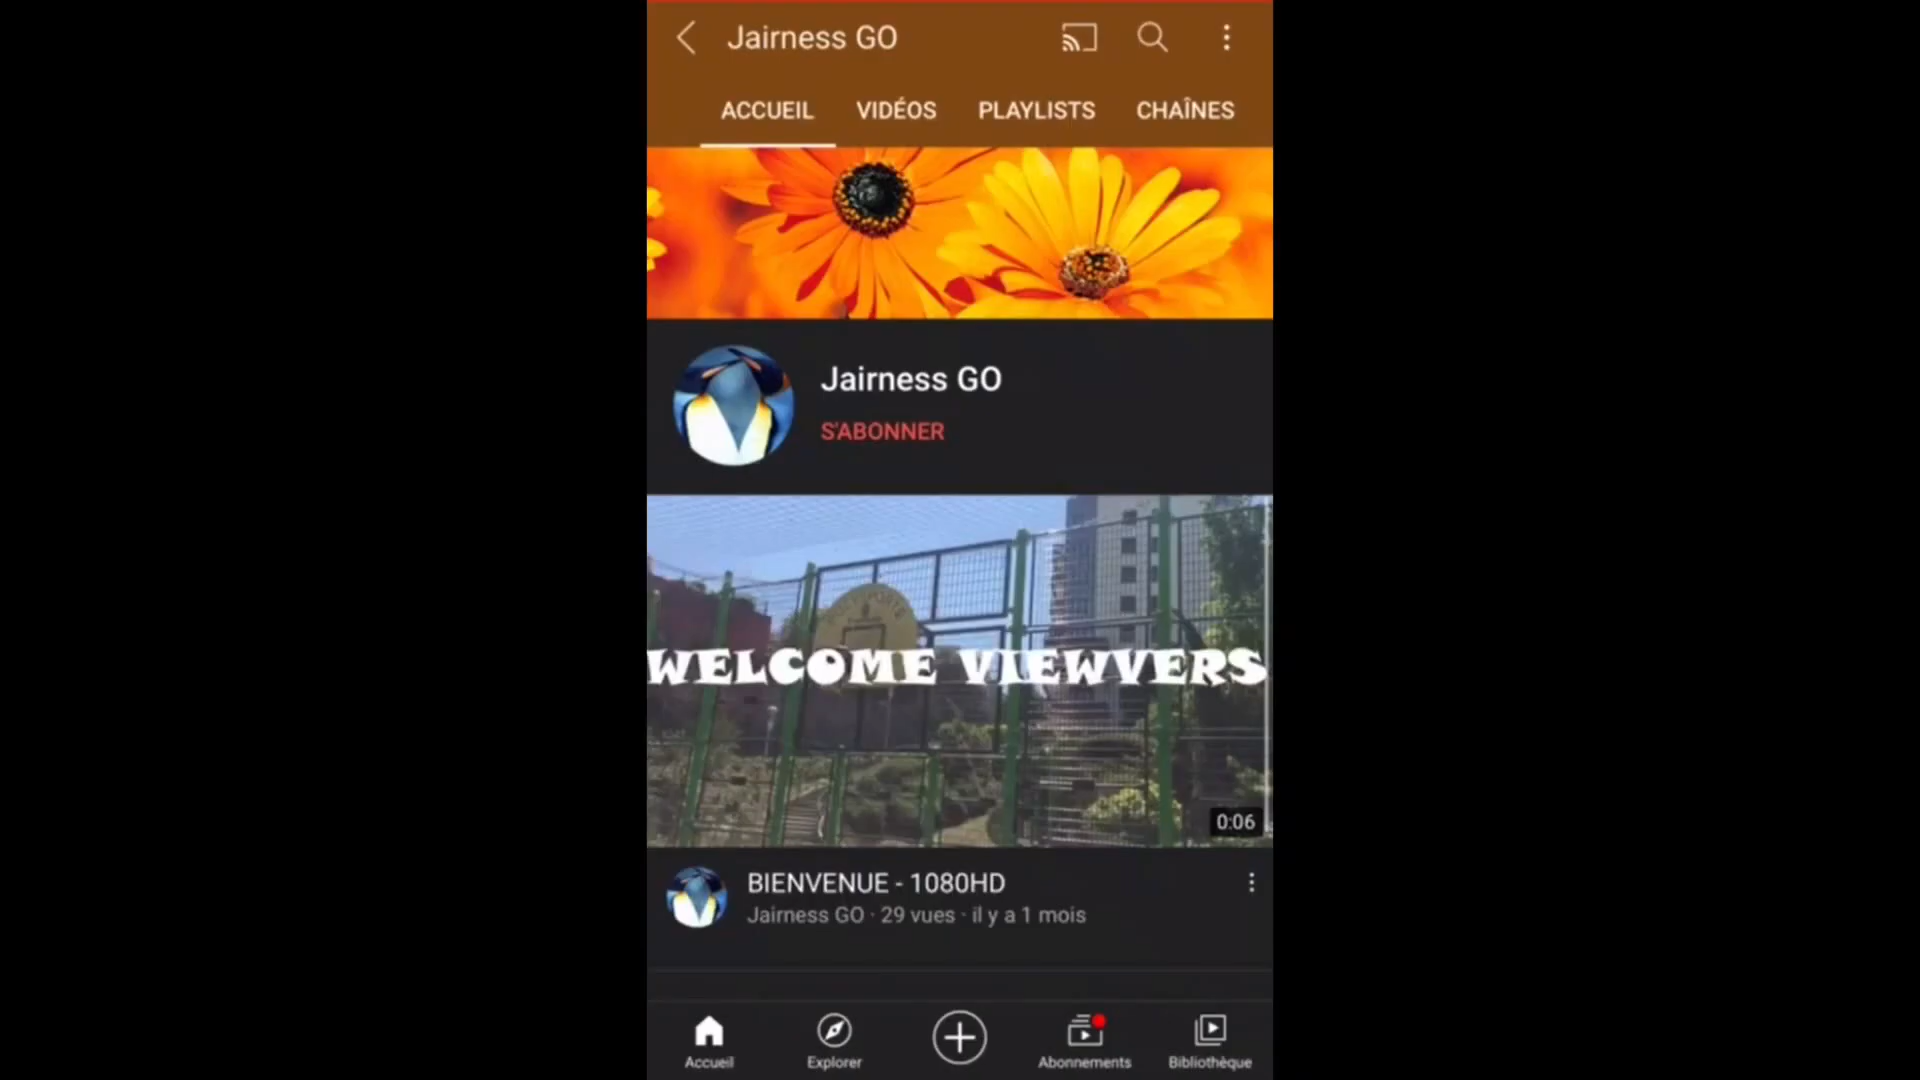 Jairness GO
ACCUEIL VIDÉOS PLAYLISTS CHAÎNES
Jairness GO
S'ABONNER
WELCOME VIEWVERS
0:06
BIENVENUE - 1080HD
Jairness GO · 29 vues · il y a 1 mois
Accueil Explorer Abonnements Bibliothèque